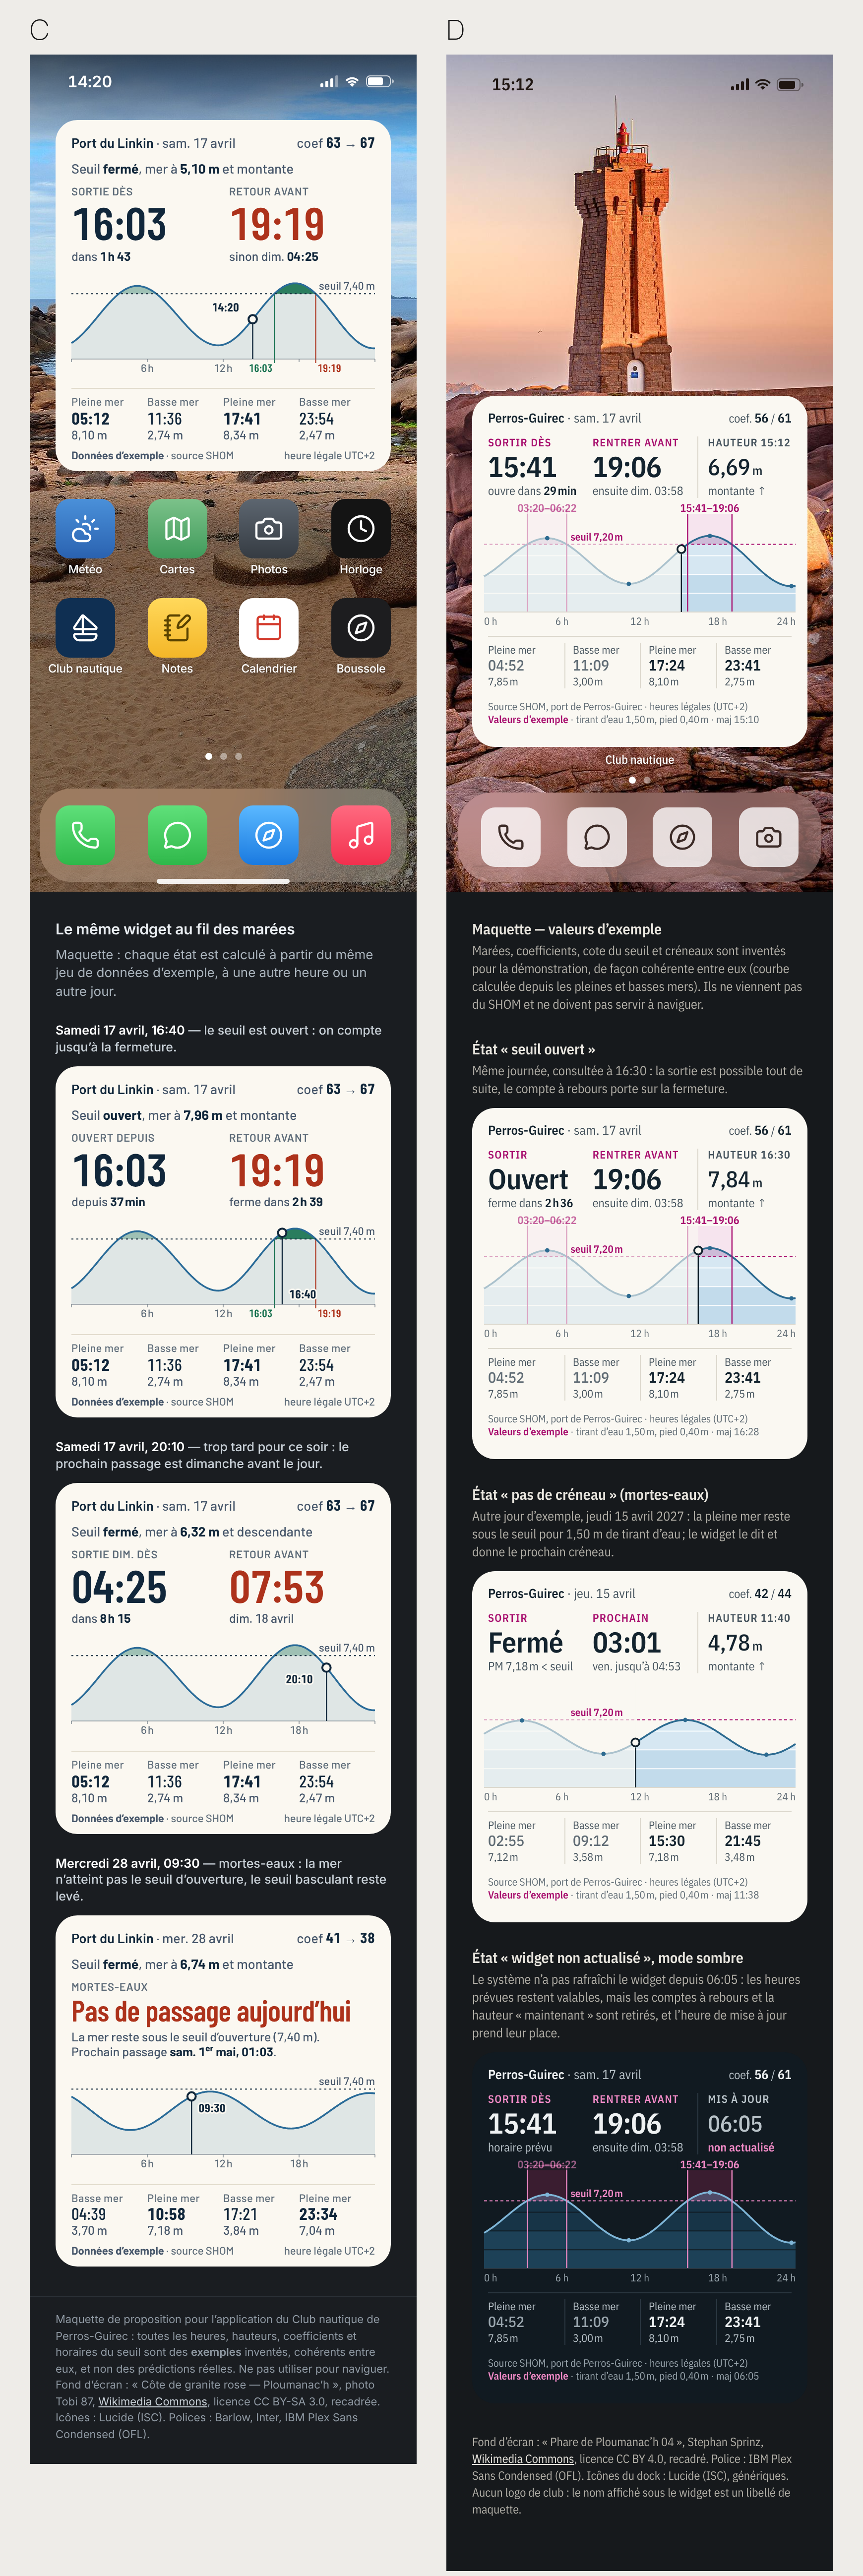 C
14:20
Port du Linkin · sam. 17 avril
coef 63 → 67
Seuil fermé, mer à 5,10 m et montante
SORTIE DÈS
RETOUR AVANT
16:03
19:19
dans 1 h 43
sinon dim. 04:25
seuil 7,40 m
14:20
6 h
12 h
16:03
19:19
Pleine mer
Basse mer
Pleine mer
Basse mer
05:12
11:36
17:41
23:54
8,10 m
2,74 m
8,34 m
2,47 m
Données d’exemple · source SHOM
heure légale UTC+2
Météo
Cartes
Photos
Horloge
Club nautique
Notes
Calendrier
Boussole
Le même widget au fil des marées
Maquette : chaque état est calculé à partir du même
jeu de données d’exemple, à une autre heure ou un
autre jour.
Samedi 17 avril, 16:40 — le seuil est ouvert : on compte
jusqu’à la fermeture.
Port du Linkin · sam. 17 avril
coef 63 → 67
Seuil ouvert, mer à 7,96 m et montante
OUVERT DEPUIS
RETOUR AVANT
16:03
19:19
depuis 37 min
ferme dans 2 h 39
seuil 7,40 m
16:40
6 h
12 h
16:03
19:19
Pleine mer
Basse mer
Pleine mer
Basse mer
05:12
11:36
17:41
23:54
8,10 m
2,74 m
8,34 m
2,47 m
Données d’exemple · source SHOM
heure légale UTC+2
Samedi 17 avril, 20:10 — trop tard pour ce soir : le
prochain passage est dimanche avant le jour.
Port du Linkin · sam. 17 avril
coef 63 → 67
Seuil fermé, mer à 6,32 m et descendante
SORTIE DIM. DÈS
RETOUR AVANT
04:25
07:53
dans 8 h 15
dim. 18 avril
seuil 7,40 m
20:10
6 h
12 h
18 h
Pleine mer
Basse mer
Pleine mer
Basse mer
05:12
11:36
17:41
23:54
8,10 m
2,74 m
8,34 m
2,47 m
Données d’exemple · source SHOM
heure légale UTC+2
Mercredi 28 avril, 09:30 — mortes-eaux : la mer
n’atteint pas le seuil d’ouverture, le seuil basculant reste
levé.
Port du Linkin · mer. 28 avril
coef 41 → 38
Seuil fermé, mer à 6,74 m et montante
MORTES-EAUX
Pas de passage aujourd’hui
La mer reste sous le seuil d’ouverture (7,40 m).
Prochain passage sam. 1er mai, 01:03.
seuil 7,40 m
09:30
6 h
12 h
18 h
Basse mer
Pleine mer
Basse mer
Pleine mer
04:39
10:58
17:21
23:34
3,70 m
7,18 m
3,84 m
7,04 m
Données d’exemple · source SHOM
heure légale UTC+2
Maquette de proposition pour l’application du Club nautique de
Perros-Guirec : toutes les heures, hauteurs, coefficients et
horaires du seuil sont des exemples inventés, cohérents entre
eux, et non des prédictions réelles. Ne pas utiliser pour naviguer.
Fond d’écran : « Côte de granite rose — Ploumanac’h », photo
Tobi 87, Wikimedia Commons, licence CC BY-SA 3.0, recadrée.
Icônes : Lucide (ISC). Polices : Barlow, Inter, IBM Plex Sans
Condensed (OFL).
D
15:12
Perros-Guirec · sam. 17 avril
coef. 56 / 61
SORTIR DÈS
RENTRER AVANT
HAUTEUR 15:12
15:41
19:06
6,69 m
ouvre dans 29 min
ensuite dim. 03:58
montante ↑
03:20–06:22
15:41–19:06
seuil 7,20 m
0 h
6 h
12 h
18 h
24 h
Pleine mer
Basse mer
Pleine mer
Basse mer
04:52
11:09
17:24
23:41
7,85 m
3,00 m
8,10 m
2,75 m
Source SHOM, port de Perros-Guirec · heures légales (UTC+2)
Valeurs d’exemple · tirant d’eau 1,50 m, pied 0,40 m · maj 15:10
Club nautique
Maquette — valeurs d’exemple
Marées, coefficients, cote du seuil et créneaux sont inventés
pour la démonstration, de façon cohérente entre eux (courbe
calculée depuis les pleines et basses mers). Ils ne viennent pas
du SHOM et ne doivent pas servir à naviguer.
État « seuil ouvert »
Même journée, consultée à 16:30 : la sortie est possible tout de
suite, le compte à rebours porte sur la fermeture.
Perros-Guirec · sam. 17 avril
coef. 56 / 61
SORTIR
RENTRER AVANT
HAUTEUR 16:30
Ouvert
19:06
7,84 m
ferme dans 2 h 36
ensuite dim. 03:58
montante ↑
03:20–06:22
15:41–19:06
seuil 7,20 m
0 h
6 h
12 h
18 h
24 h
Pleine mer
Basse mer
Pleine mer
Basse mer
04:52
11:09
17:24
23:41
7,85 m
3,00 m
8,10 m
2,75 m
Source SHOM, port de Perros-Guirec · heures légales (UTC+2)
Valeurs d’exemple · tirant d’eau 1,50 m, pied 0,40 m · maj 16:28
État « pas de créneau » (mortes-eaux)
Autre jour d’exemple, jeudi 15 avril 2027 : la pleine mer reste
sous le seuil pour 1,50 m de tirant d’eau ; le widget le dit et
donne le prochain créneau.
Perros-Guirec · jeu. 15 avril
coef. 42 / 44
SORTIR
PROCHAIN
HAUTEUR 11:40
Fermé
03:01
4,78 m
PM 7,18 m < seuil
ven. jusqu’à 04:53
montante ↑
seuil 7,20 m
0 h
6 h
12 h
18 h
24 h
Pleine mer
Basse mer
Pleine mer
Basse mer
02:55
09:12
15:30
21:45
7,12 m
3,58 m
7,18 m
3,48 m
Source SHOM, port de Perros-Guirec · heures légales (UTC+2)
Valeurs d’exemple · tirant d’eau 1,50 m, pied 0,40 m · maj 11:38
État « widget non actualisé », mode sombre
Le système n’a pas rafraîchi le widget depuis 06:05 : les heures
prévues restent valables, mais les comptes à rebours et la
hauteur « maintenant » sont retirés, et l’heure de mise à jour
prend leur place.
Perros-Guirec · sam. 17 avril
coef. 56 / 61
SORTIR DÈS
RENTRER AVANT
MIS À JOUR
15:41
19:06
06:05
horaire prévu
ensuite dim. 03:58
non actualisé
03:20–06:22
15:41–19:06
seuil 7,20 m
0 h
6 h
12 h
18 h
24 h
Pleine mer
Basse mer
Pleine mer
Basse mer
04:52
11:09
17:24
23:41
7,85 m
3,00 m
8,10 m
2,75 m
Source SHOM, port de Perros-Guirec · heures légales (UTC+2)
Valeurs d’exemple · tirant d’eau 1,50 m, pied 0,40 m · maj 06:05
Fond d’écran : « Phare de Ploumanac’h 04 », Stephan Sprinz,
Wikimedia Commons, licence CC BY 4.0, recadré. Police : IBM Plex
Sans Condensed (OFL). Icônes du dock : Lucide (ISC), génériques.
Aucun logo de club : le nom affiché sous le widget est un libellé de
maquette.